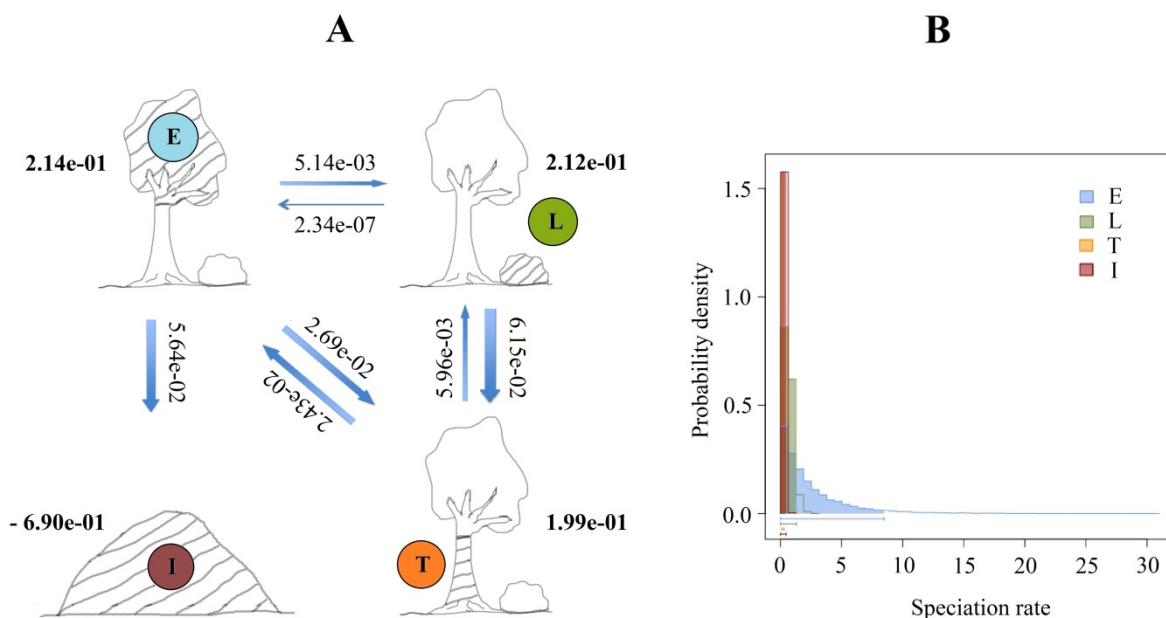 A
B
E
2.14e-01
5.14e-03
2.34e-07
2.12e-01
L
5.64e-02
2.69e-02
2.43e-02
5.96e-03
6.15e-02
- 6.90e-01
I
T
1.99e-01
Probability density
1.5
1.0
0.5
0.0
E
L
T
I
0 5 10 15 20 25 30
Speciation rate